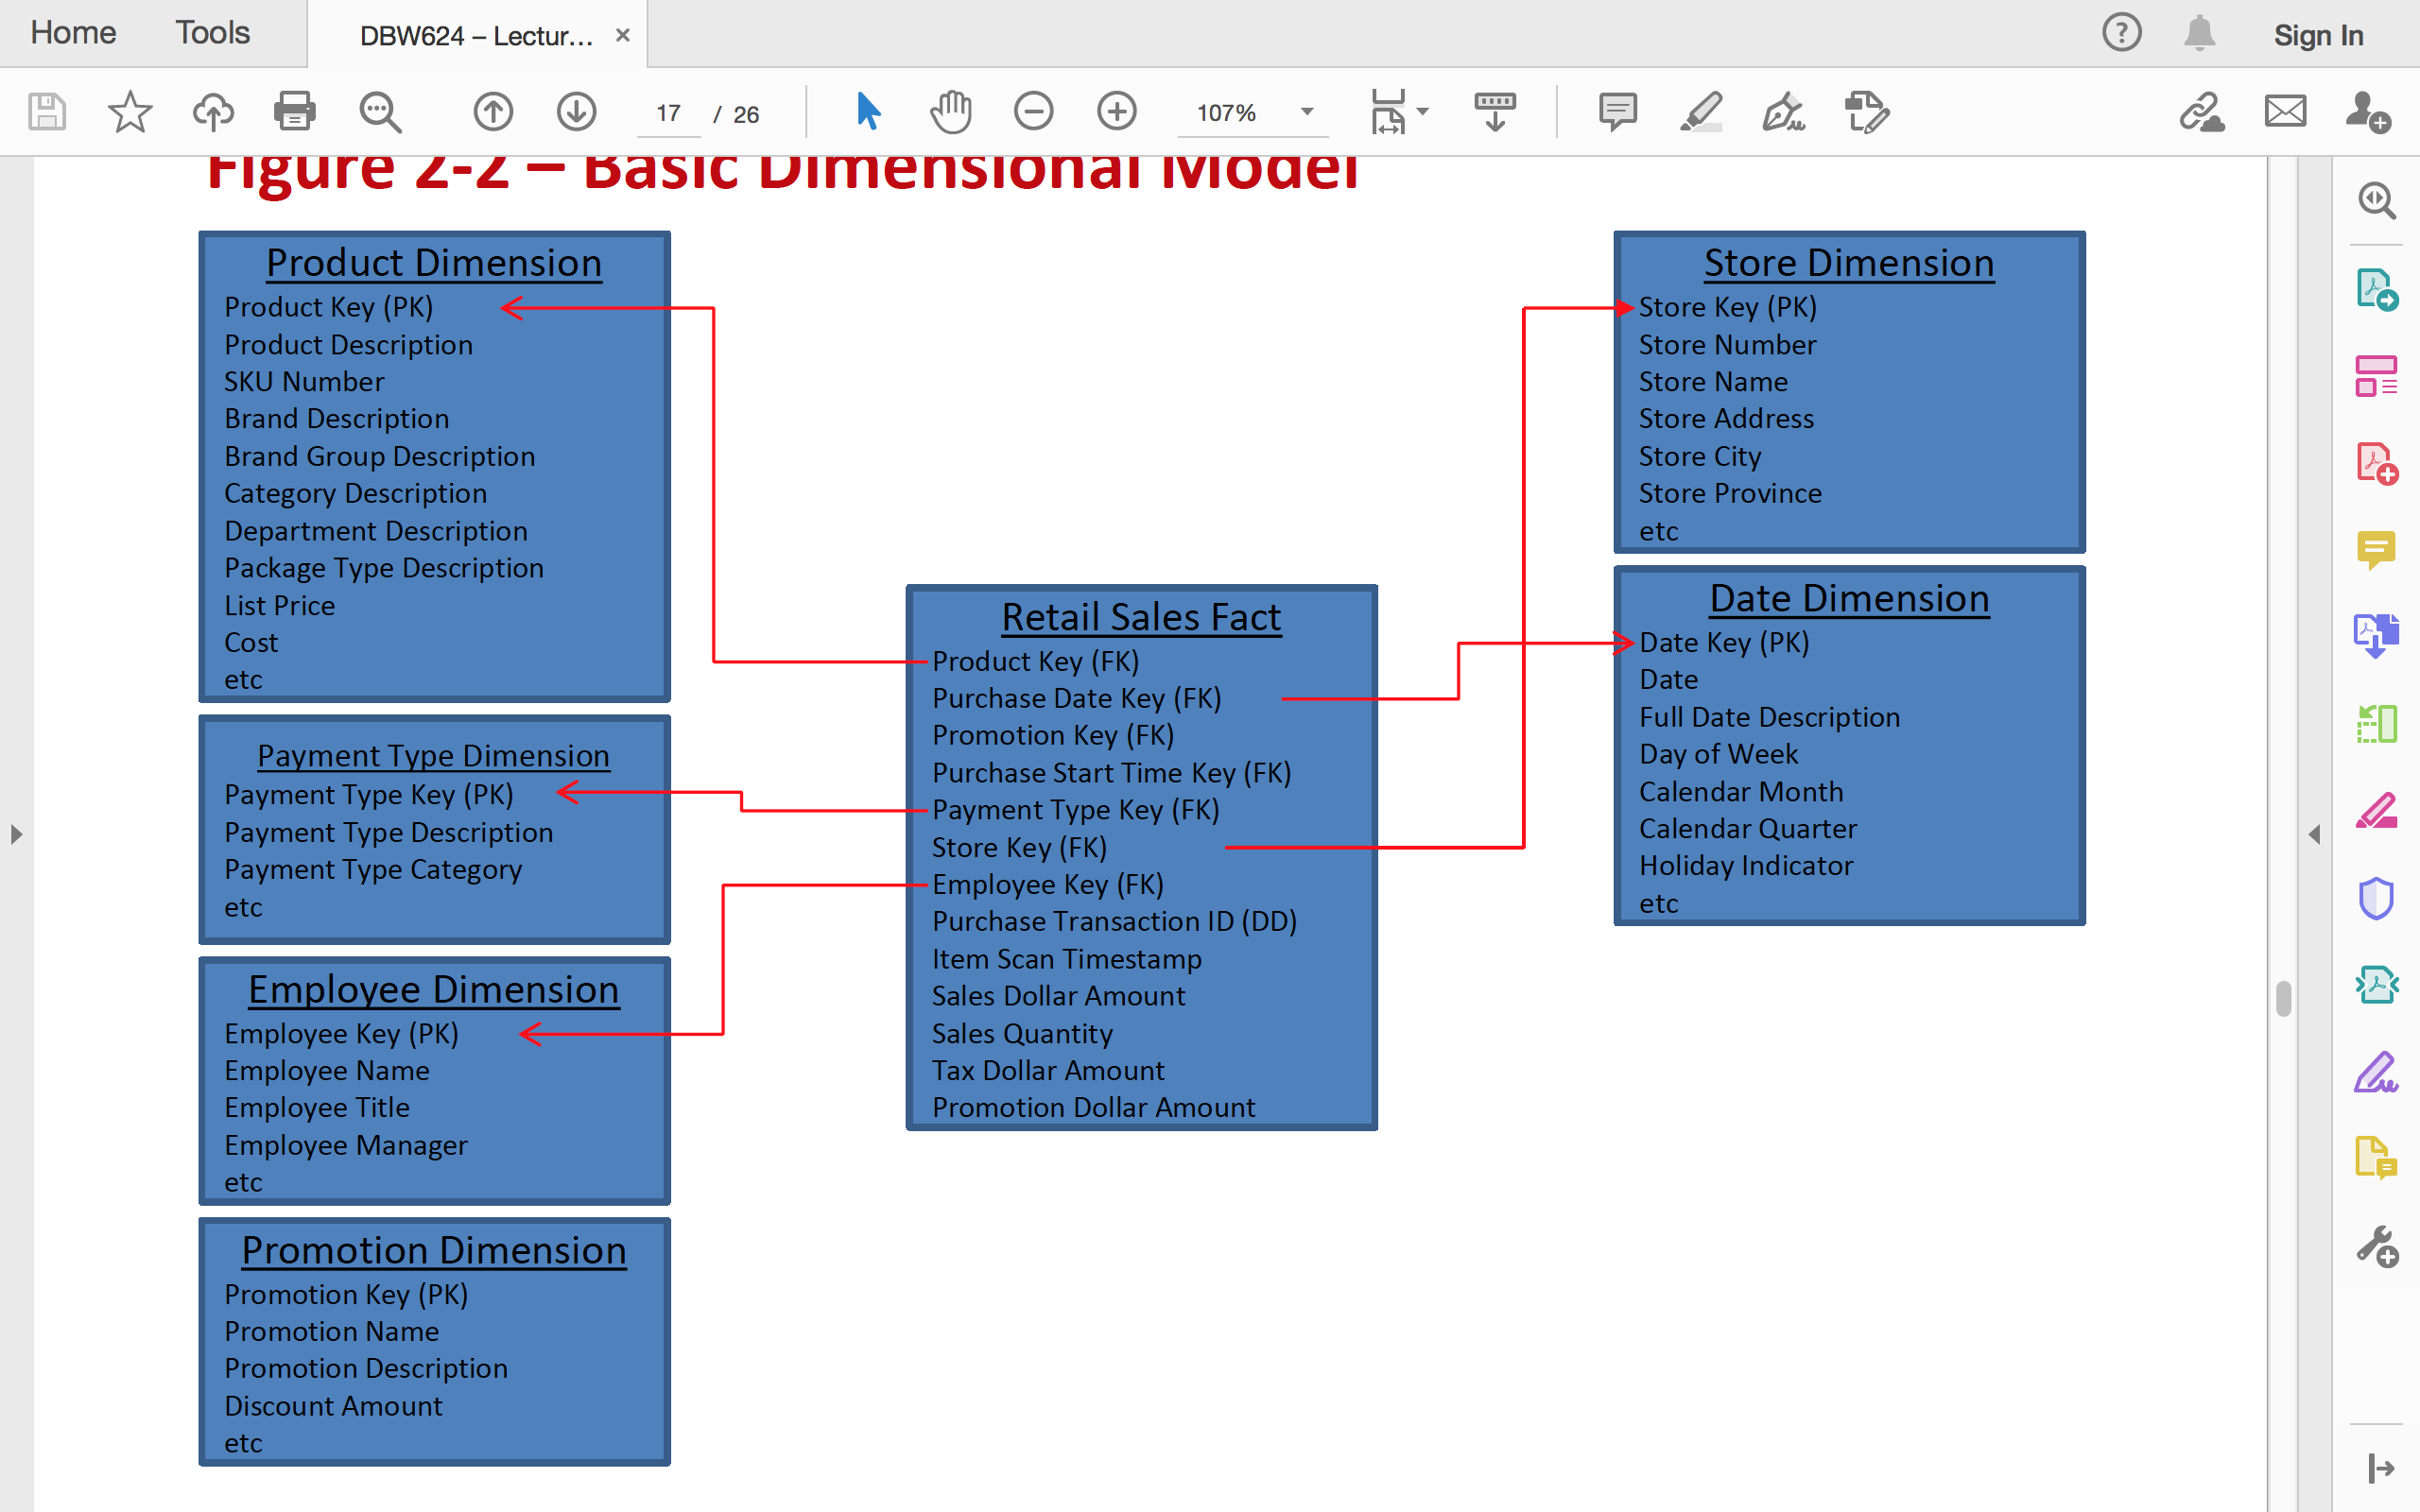 Home
Tools
DBW624 – Lectur...
×
?
Sign In
17 / 26
107%
Figure 2-2 – Basic Dimensional Model
Product Dimension
Product Key (PK)
Product Description
SKU Number
Brand Description
Brand Group Description
Category Description
Department Description
Package Type Description
List Price
Cost
etc
Payment Type Dimension
Payment Type Key (PK)
Payment Type Description
Payment Type Category
etc
Employee Dimension
Employee Key (PK)
Employee Name
Employee Title
Employee Manager
etc
Promotion Dimension
Promotion Key (PK)
Promotion Name
Promotion Description
Discount Amount
etc
Retail Sales Fact
Product Key (FK)
Purchase Date Key (FK)
Promotion Key (FK)
Purchase Start Time Key (FK)
Payment Type Key (FK)
Store Key (FK)
Employee Key (FK)
Purchase Transaction ID (DD)
Item Scan Timestamp
Sales Dollar Amount
Sales Quantity
Tax Dollar Amount
Promotion Dollar Amount
Store Dimension
Store Key (PK)
Store Number
Store Name
Store Address
Store City
Store Province
etc
Date Dimension
Date Key (PK)
Date
Full Date Description
Day of Week
Calendar Month
Calendar Quarter
Holiday Indicator
etc